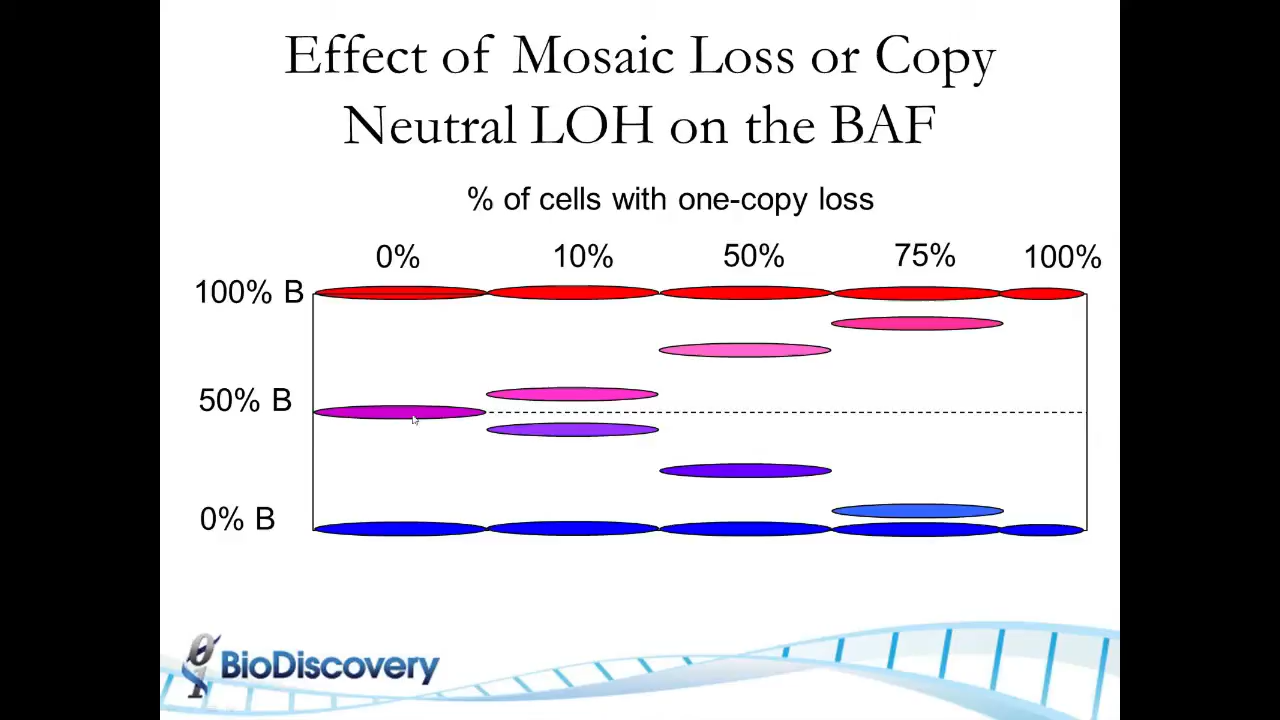 Effect of Mosaic Loss or Copy
Neutral LOH on the BAF
% of cells with one-copy loss
0% 10% 50% 75% 100%
100% B
50% B
0% B
BioDiscovery